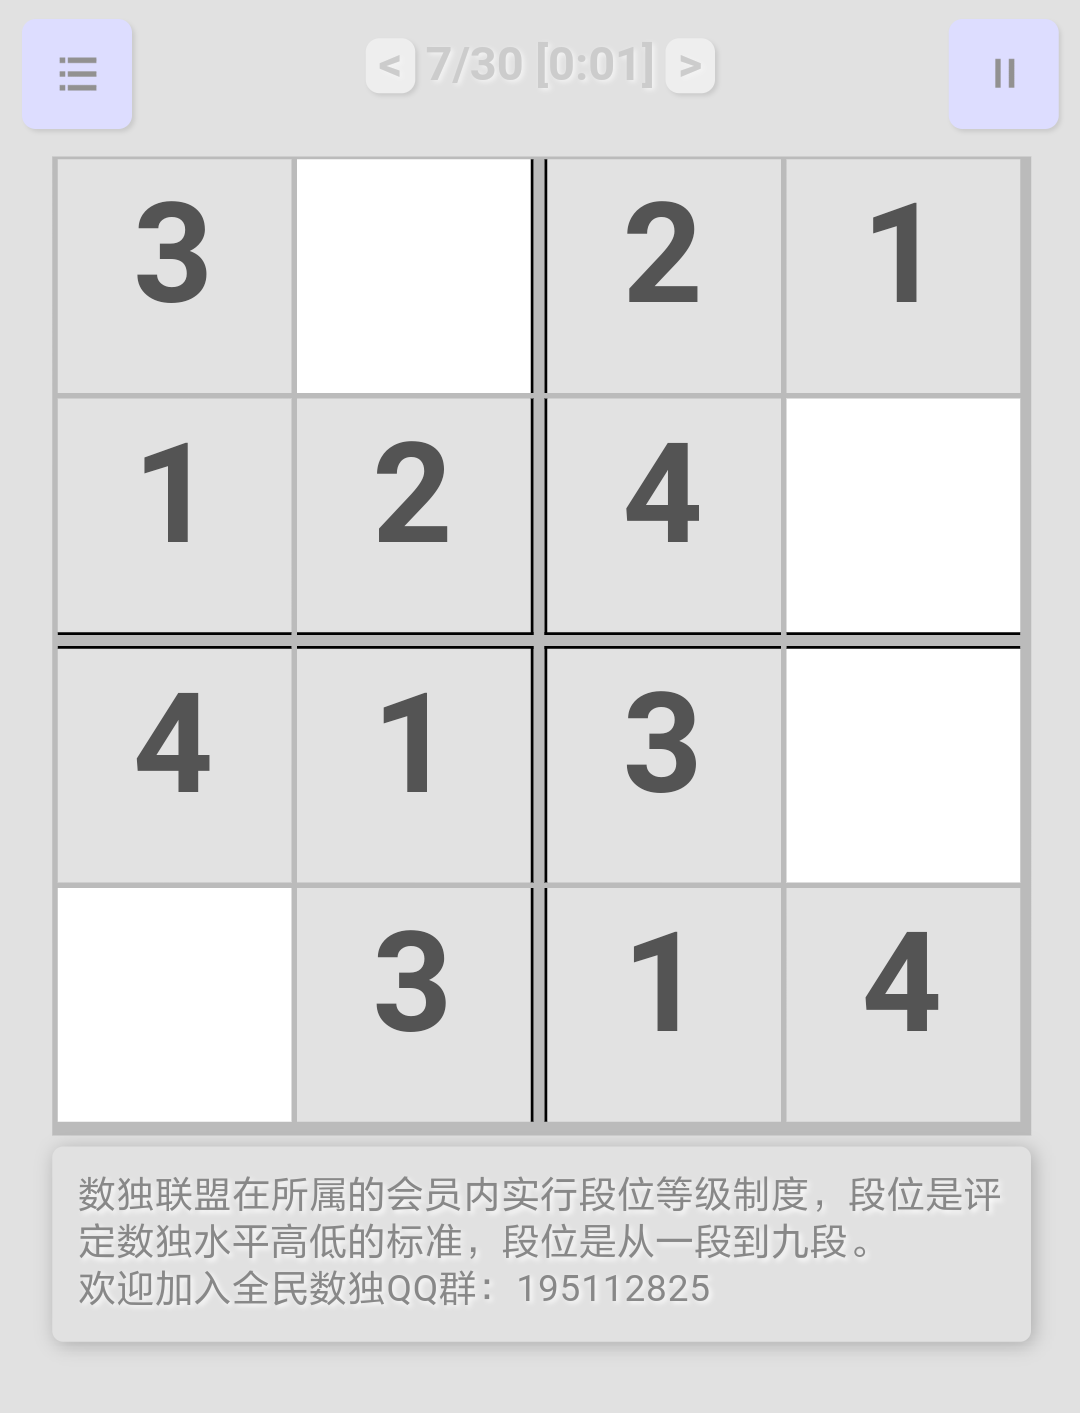 < 7/30 [0:01] >
3 2 1
1 2 4
4 1 3
3 1 4
数独联盟在所属的会员内实行段位等级制度，段位是评
定数独水平高低的标准，段位是从一段到九段。
欢迎加入全民数独QQ群：195112825